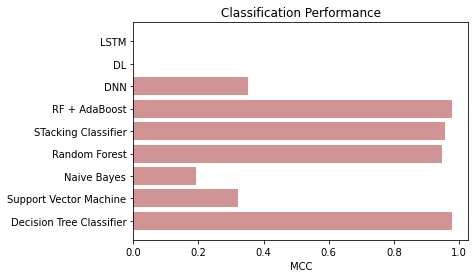 Classification Performance
LSTM
DL
DNN
RF + AdaBoost
STacking Classifier
Random Forest
Naive Bayes
Support Vector Machine
Decision Tree Classifier
0.0 0.2 0.4 0.6 0.8 1.0
MCC